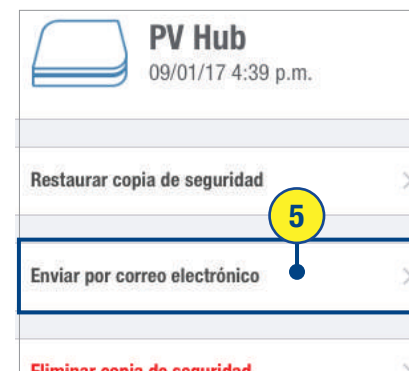 PV Hub
09/01/17 4:39 p.m.
Restaurar copia de seguridad
5
Enviar por correo electrónico
Eliminar copia de seguridad